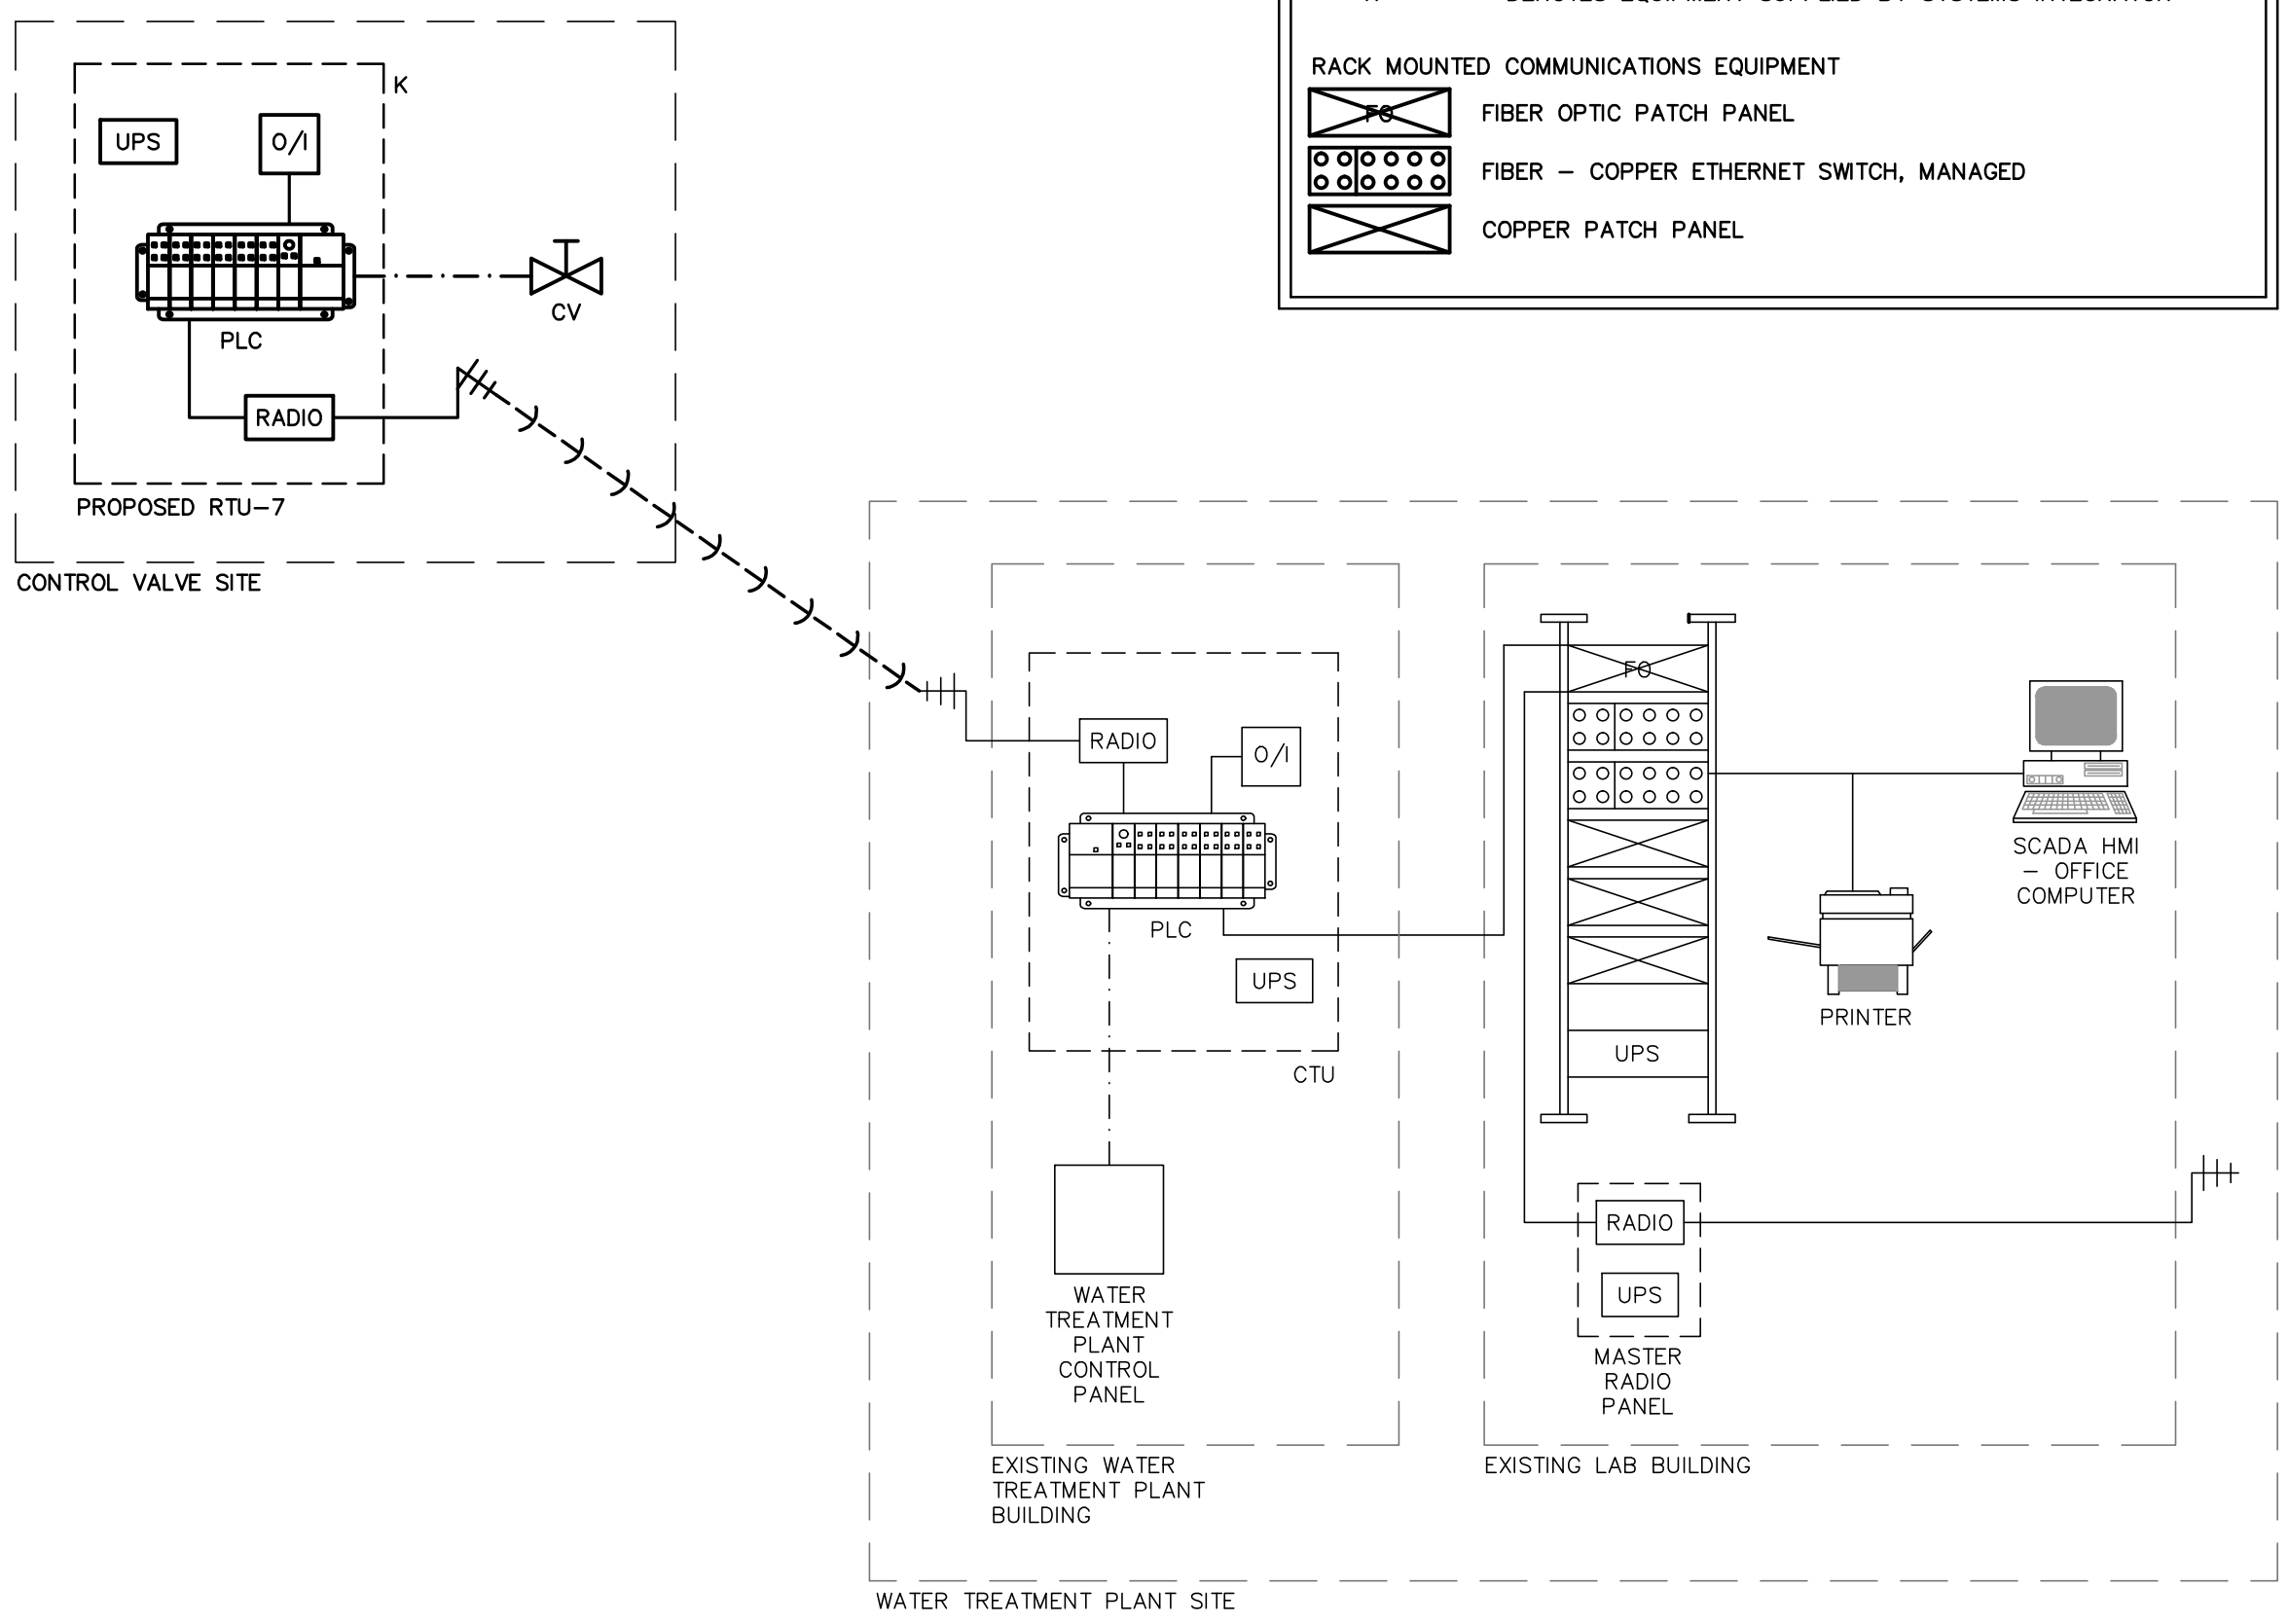 RACK MOUNTED COMMUNICATIONS EQUIPMENT
FO
FIBER OPTIC PATCH PANEL
FIBER – COPPER ETHERNET SWITCH, MANAGED
COPPER PATCH PANEL
K
UPS
O/I
PLC
CV
RADIO
PROPOSED RTU–7
CONTROL VALVE SITE
RADIO
O/I
PLC
UPS
CTU
WATER
TREATMENT
PLANT
CONTROL
PANEL
EXISTING WATER
TREATMENT PLANT
BUILDING
FO
UPS
SCADA HMI
– OFFICE
COMPUTER
PRINTER
RADIO
UPS
MASTER
RADIO
PANEL
EXISTING LAB BUILDING
WATER TREATMENT PLANT SITE